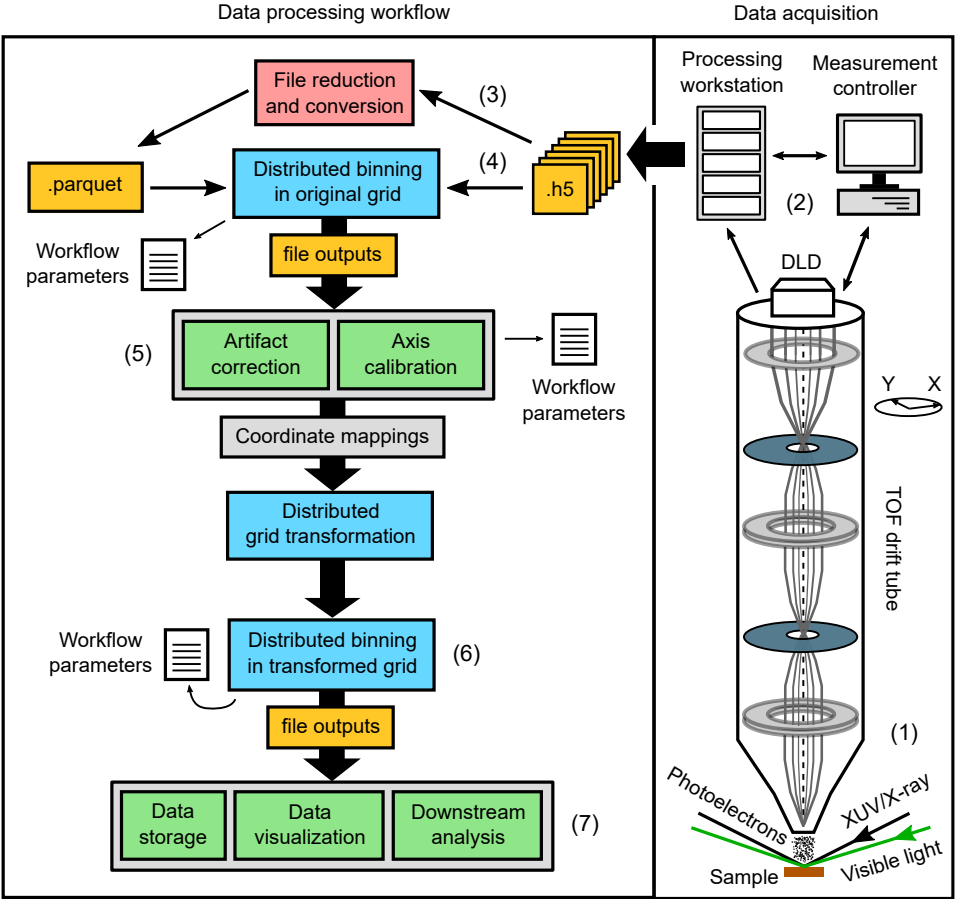 Data processing workflow
Data acquisition
File reduction
and conversion
(3)
.parquet
Distributed binning
in original grid
(4)
.h5
Workflow
parameters
file outputs
(5)
Artifact
correction
Axis
calibration
Workflow
parameters
Coordinate mappings
Distributed
grid transformation
Workflow
parameters
Distributed binning
in transformed grid
(6)
file outputs
Data
storage
Data
visualization
Downstream
analysis
(7)
Processing
workstation
Measurement
controller
(2)
DLD
Y
X
TOF drift tube
(1)
Photoelectrons
XUV/X-ray
Visible light
Sample